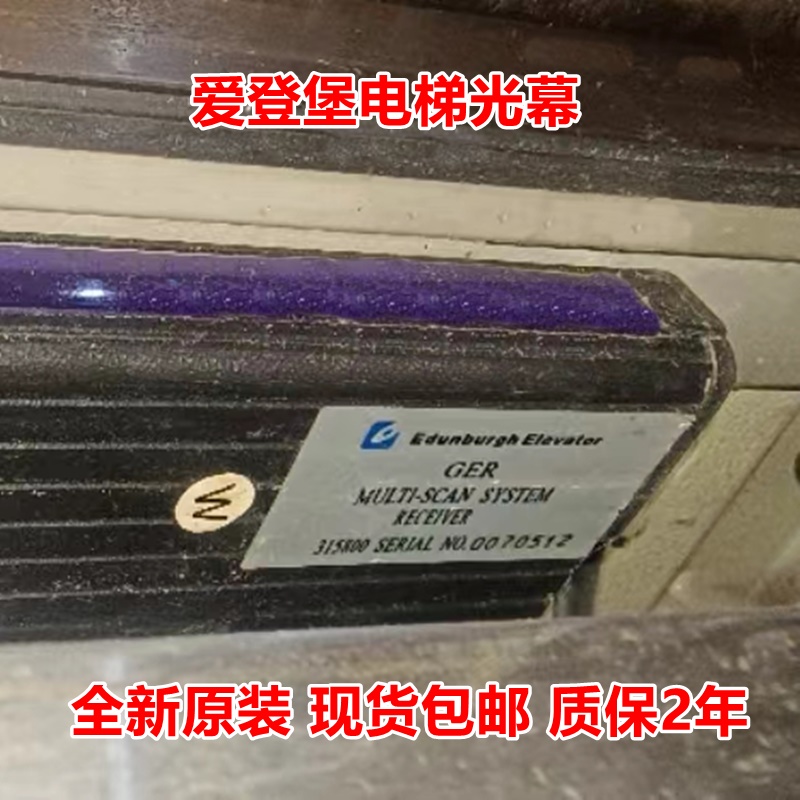 爱登堡电梯光幕
Edunburgh Elevator
GER
MULTI-SCAN SYSTEM
RECEIVER
315800 SERIAL NO.0070512
全新原装 现货包邮 质保2年